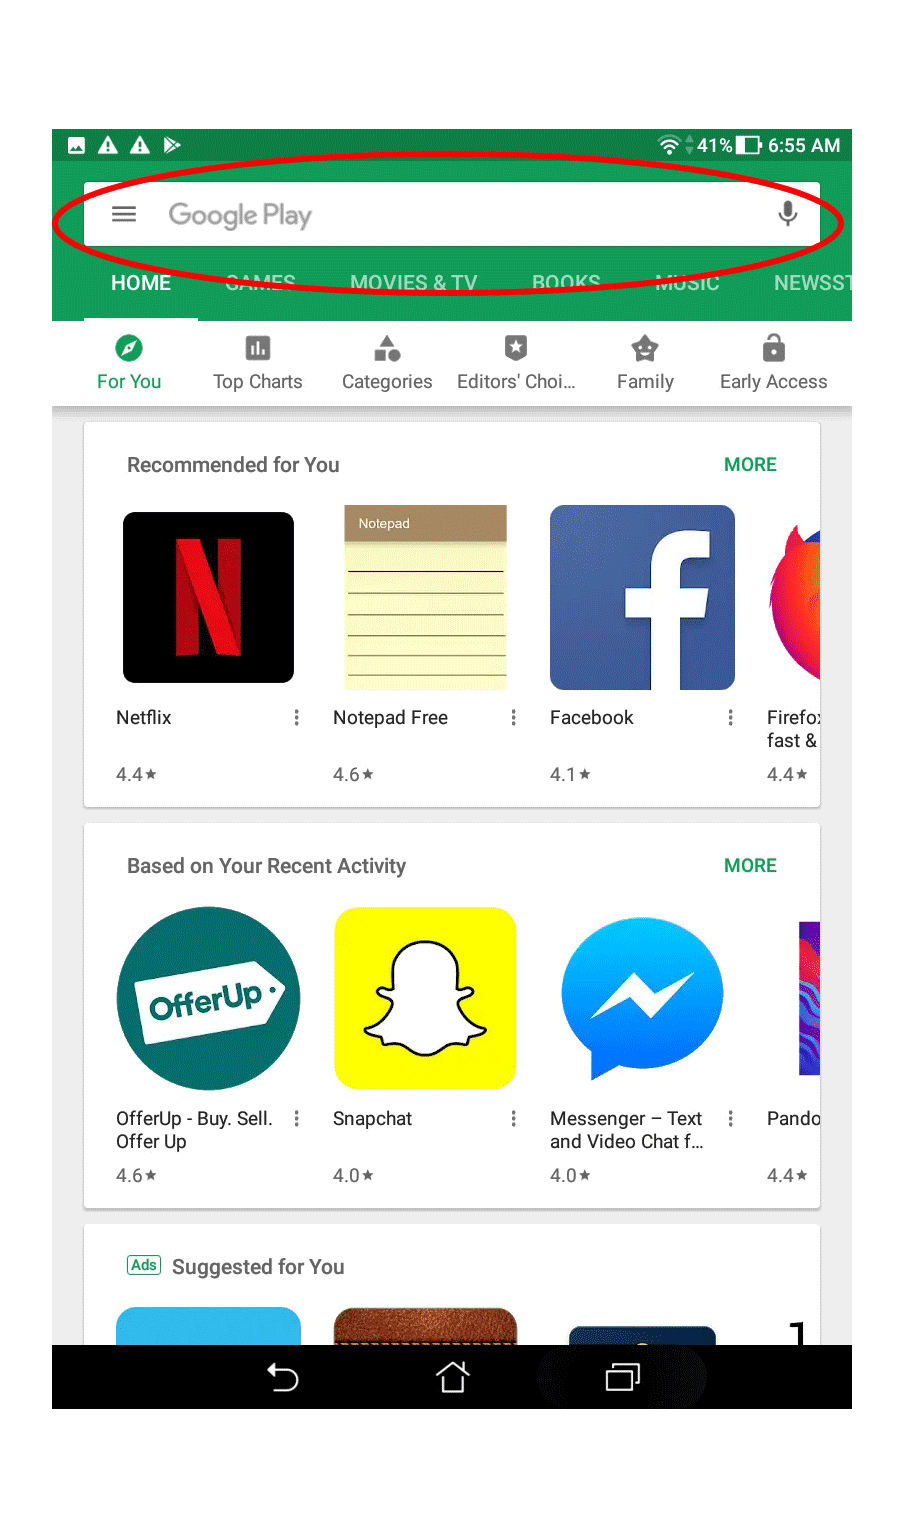 41% 6:55 AM
Google Play
HOME GAMES MOVIES & TV BOOKS MUSIC NEWSST
For You Top Charts Categories Editors' Choi... Family Early Access
Recommended for You MORE
Notepad
Netflix Notepad Free Facebook Firefox
fast &
4.4★ 4.6★ 4.1★ 4.4★
Based on Your Recent Activity MORE
OfferUp
OfferUp - Buy. Sell. Snapchat Messenger – Text Pando
Offer Up and Video Chat f...
4.6★ 4.0★ 4.0★ 4.4★
Ads Suggested for You
1